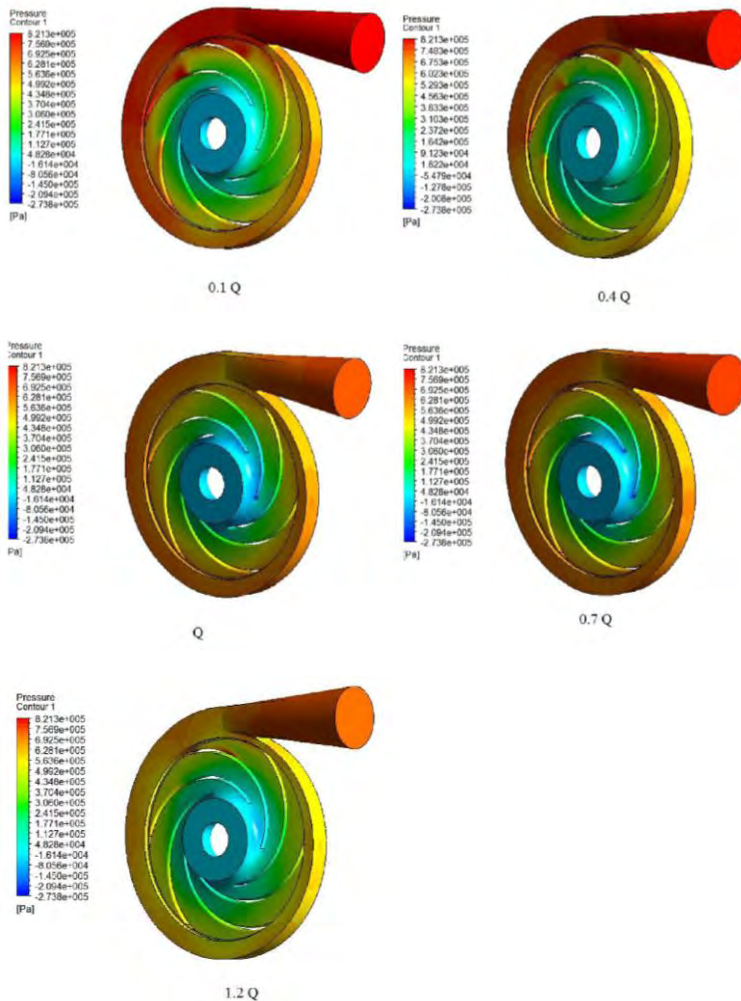 Pressure
Contour 1
8.213e+005
7.569e+005
6.925e+005
6.281e+005
5.636e+005
4.992e+005
4.348e+005
3.704e+005
3.060e+005
2.415e+005
1.771e+005
1.127e+005
4.828e+004
-1.614e+004
-8.056e+004
-1.450e+005
-2.094e+005
-2.738e+005
[Pa]
0.1 Q
Pressure
Contour 1
8.213e+005
7.483e+005
6.753e+005
6.023e+005
5.293e+005
4.563e+005
3.833e+005
3.103e+005
2.372e+005
1.642e+005
9.123e+004
1.822e+004
-5.479e+004
-1.278e+005
-2.008e+005
-2.738e+005
[Pa]
0.4 Q
Pressure
Contour 1
8.213e+005
7.569e+005
6.925e+005
6.281e+005
5.636e+005
4.992e+005
4.348e+005
3.704e+005
3.060e+005
2.415e+005
1.771e+005
1.127e+005
4.828e+004
-1.614e+004
-8.056e+004
-1.450e+005
-2.094e+005
-2.738e+005
[Pa]
Q
Pressure
Contour 1
8.213e+005
7.569e+005
6.925e+005
6.281e+005
5.636e+005
4.992e+005
4.348e+005
3.704e+005
3.060e+005
2.415e+005
1.771e+005
1.127e+005
4.828e+004
-1.614e+004
-8.056e+004
-1.450e+005
-2.094e+005
-2.738e+005
[Pa]
0.7 Q
Pressure
Contour 1
8.213e+005
7.569e+005
6.925e+005
6.281e+005
5.636e+005
4.992e+005
4.348e+005
3.704e+005
3.060e+005
2.415e+005
1.771e+005
1.127e+005
4.828e+004
-1.614e+004
-8.056e+004
-1.450e+005
-2.094e+005
-2.738e+005
[Pa]
1.2 Q